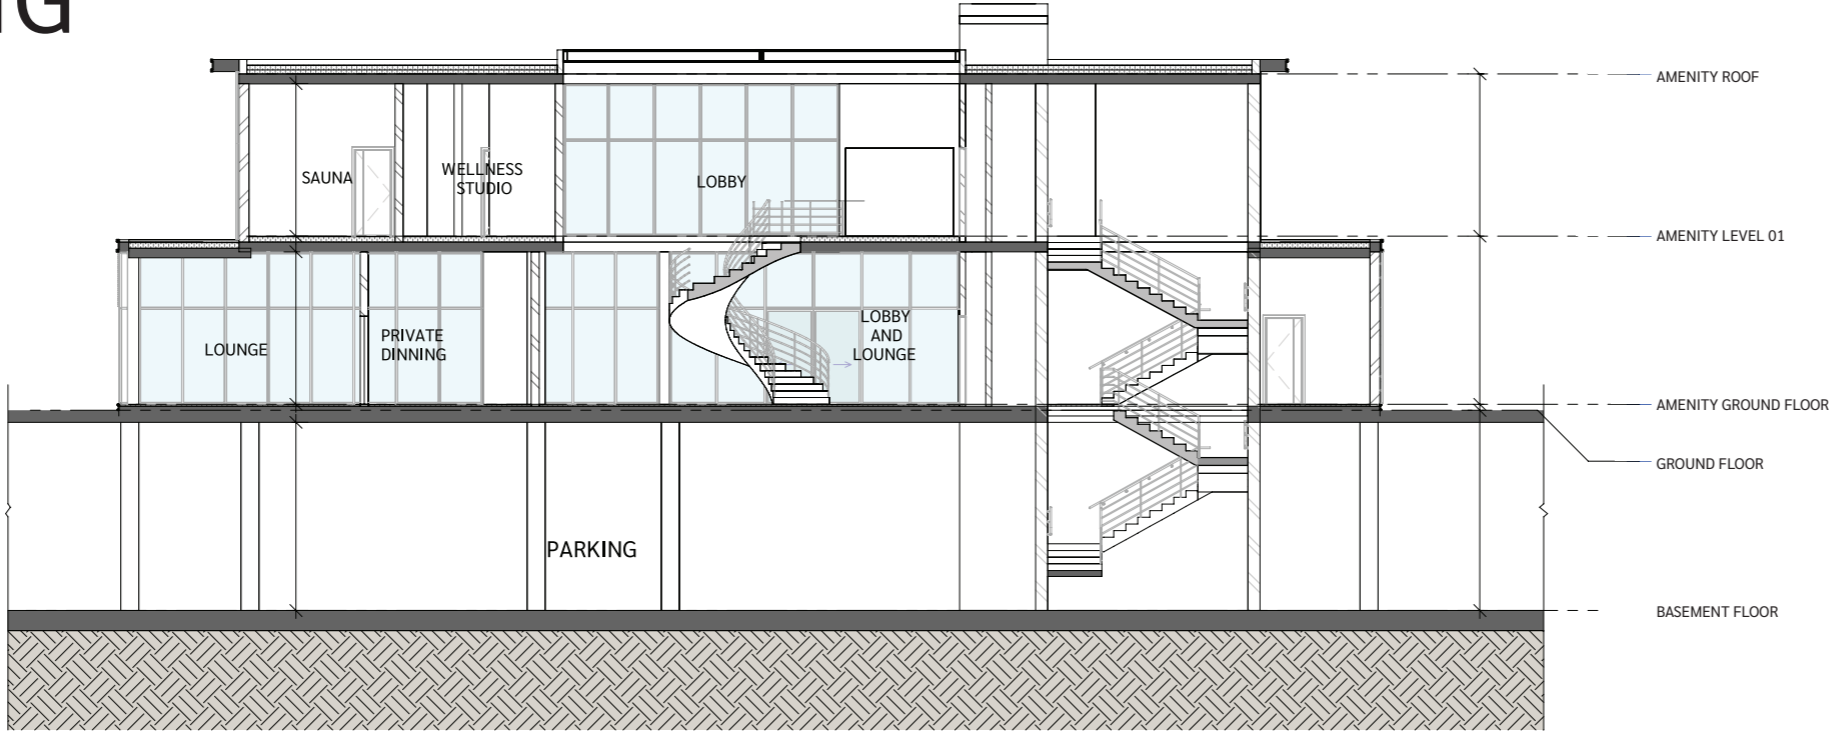 AMENITY ROOF
SAUNA
WELLNESS
STUDIO
LOBBY
AMENITY LEVEL 01
LOUNGE
PRIVATE
DINNING
LOBBY
AND
LOUNGE
AMENITY GROUND FLOOR
GROUND FLOOR
PARKING
BASEMENT FLOOR